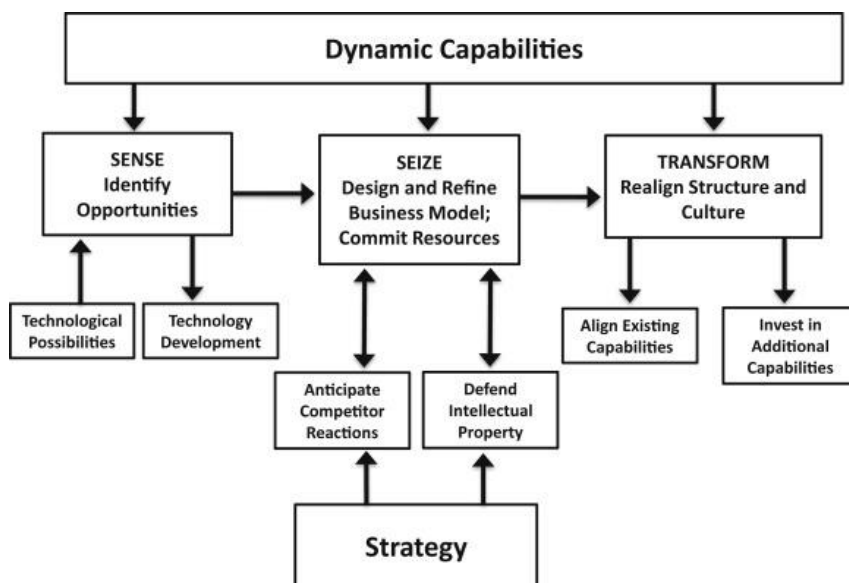 Dynamic Capabilities
SENSE
Identify
Opportunities
SEIZE
Design and Refine
Business Model;
Commit Resources
TRANSFORM
Realign Structure and
Culture
Technological
Possibilities
Technology
Development
Align Existing
Capabilities
Invest in
Additional
Capabilities
Anticipate
Competitor
Reactions
Defend
Intellectual
Property
Strategy